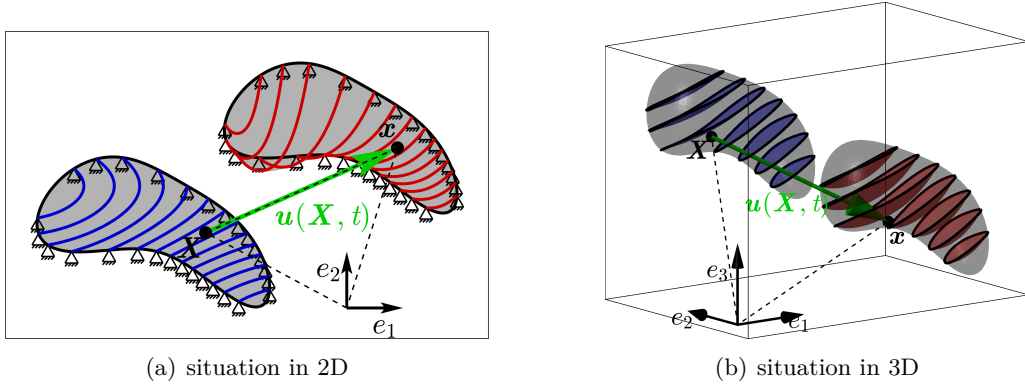 x
u(X, t)
X
e₂
e₁
(a) situation in 2D
X
u(X, t)
x
e₃
e₂
e₁
(b) situation in 3D